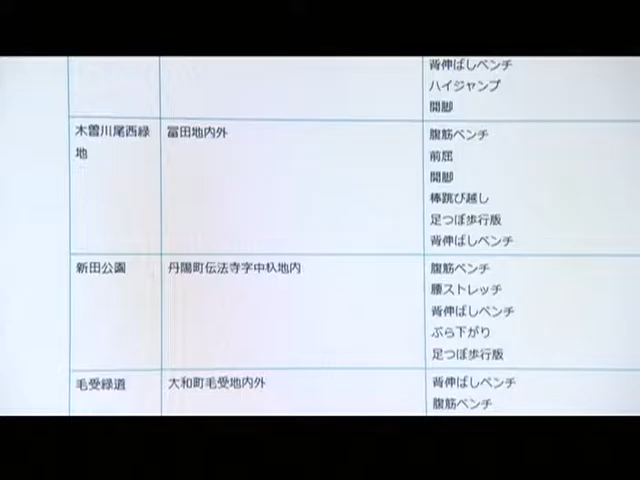 背伸ばしベンチ
ハイジャンプ
開脚
木曽川尾西緑
地
冨田地内外
腹筋ベンチ
前屈
開脚
棒跳び越し
足つぼ歩行版
背伸ばしベンチ
新田公園
丹陽町伝法寺字中杁地内
腹筋ベンチ
腰ストレッチ
背伸ばしベンチ
ぶら下がり
足つぼ歩行版
毛受緑道
大和町毛受地内外
背伸ばしベンチ
腹筋ベンチ